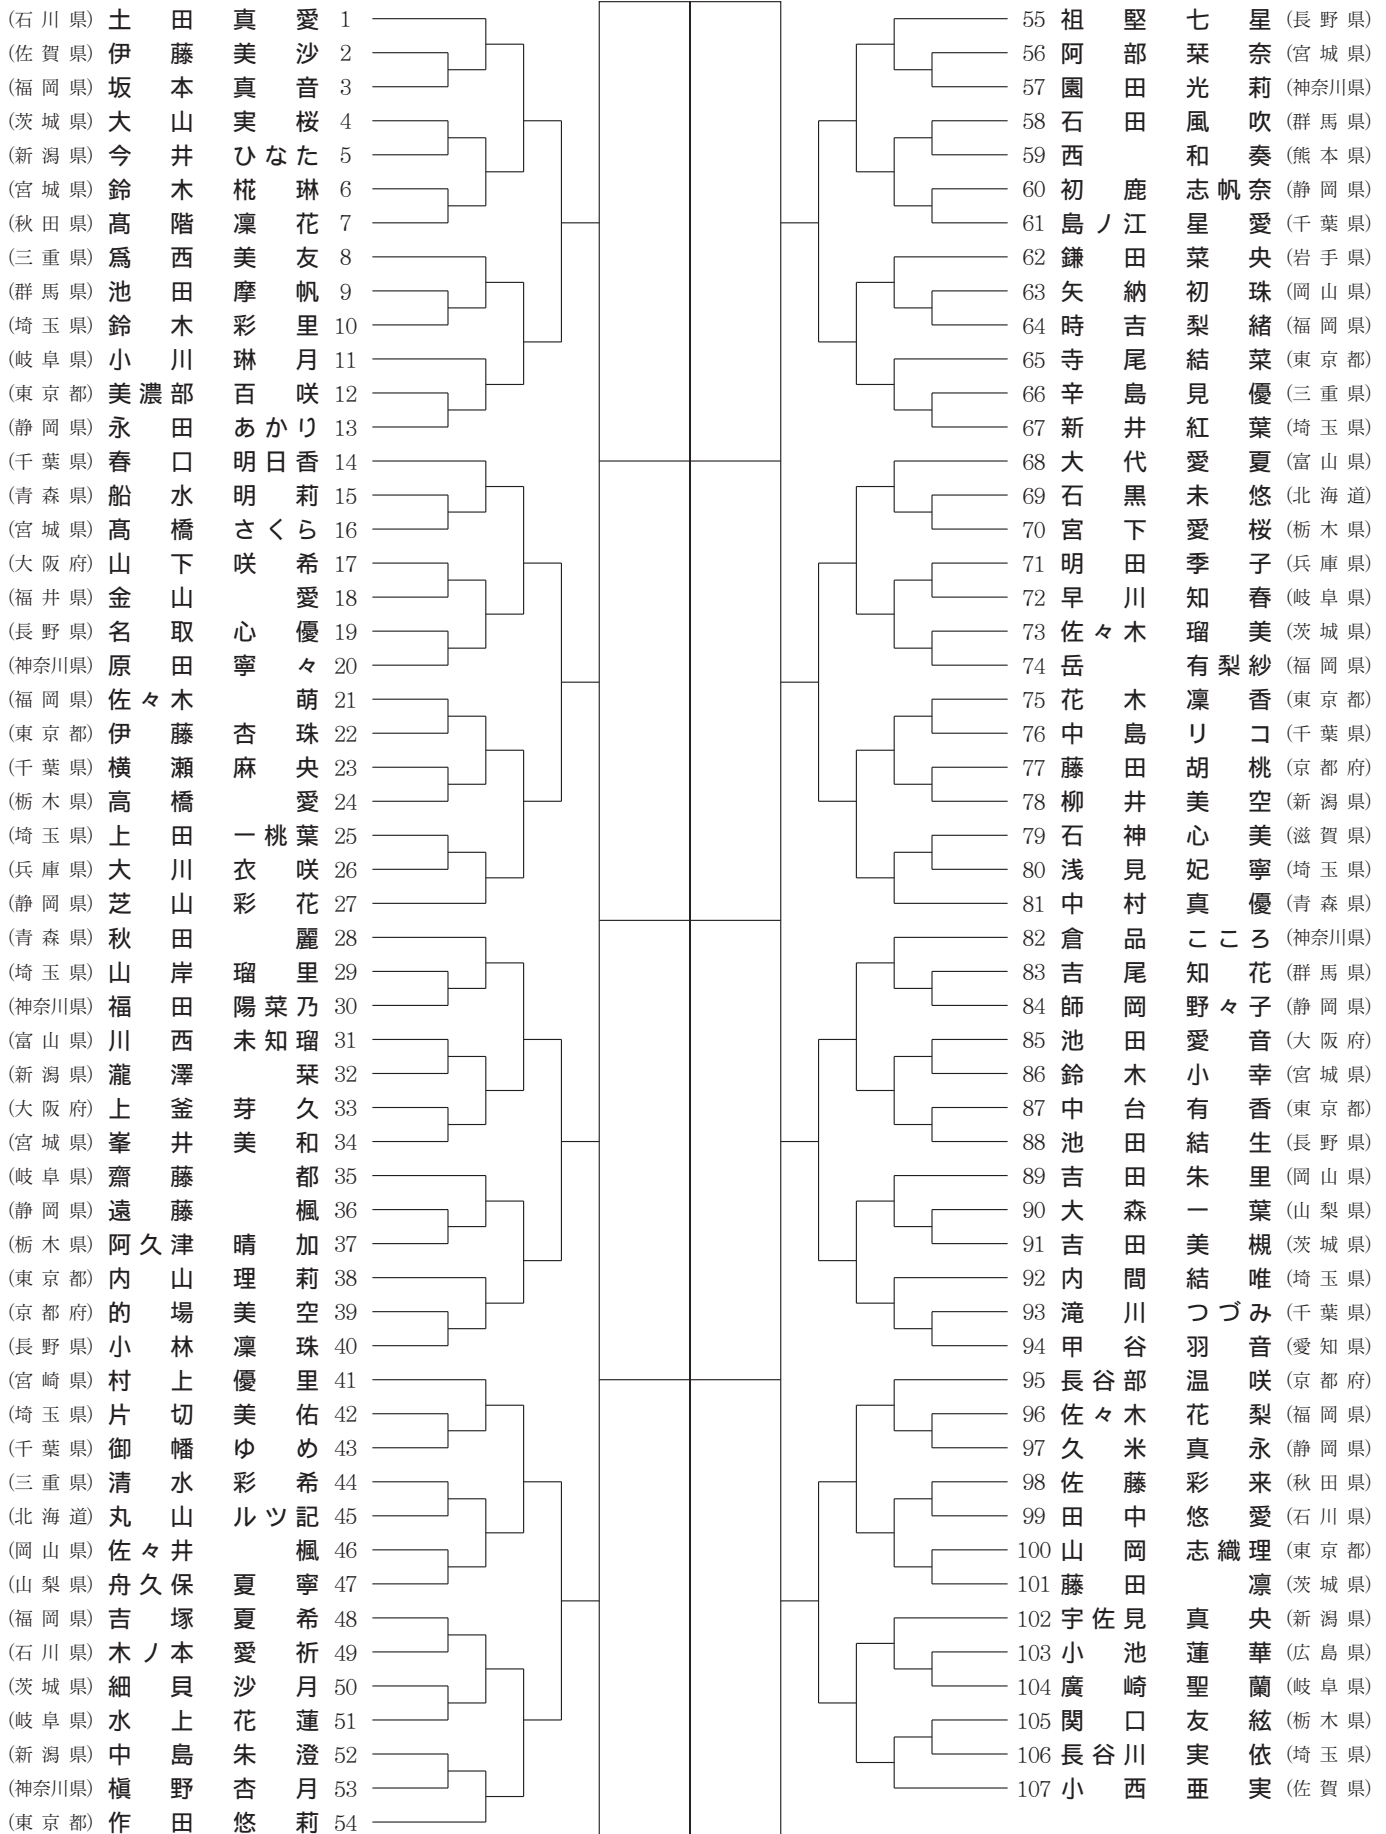 (石川県) 土田真愛 1
(佐賀県) 伊藤美沙 2
(福岡県) 坂本真音 3
(茨城県) 大山実桜 4
(新潟県) 今井ひなた 5
(宮城県) 鈴木椛琳 6
(秋田県) 髙階凜花 7
(三重県) 爲西美友 8
(群馬県) 池田摩帆 9
(埼玉県) 鈴木彩里 10
(岐阜県) 小川琳月 11
(東京都) 美濃部百咲 12
(静岡県) 永田あかり 13
(千葉県) 春口明日香 14
(青森県) 船水明莉 15
(宮城県) 髙橋さくら 16
(大阪府) 山下咲希 17
(福井県) 金山愛 18
(長野県) 名取心優 19
(神奈川県) 原田寧々 20
(福岡県) 佐々木萌 21
(東京都) 伊藤杏珠 22
(千葉県) 横瀬麻央 23
(栃木県) 高橋愛 24
(埼玉県) 上田一桃葉 25
(兵庫県) 大川衣咲 26
(静岡県) 芝山彩花 27
(青森県) 秋田麗 28
(埼玉県) 山岸瑠里 29
(神奈川県) 福田陽菜乃 30
(富山県) 川西未知瑠 31
(新潟県) 瀧澤栞 32
(大阪府) 上釜芽久 33
(宮城県) 峯井美和 34
(岐阜県) 齋藤都 35
(静岡県) 遠藤楓 36
(栃木県) 阿久津晴加 37
(東京都) 内山理莉 38
(京都府) 的場美空 39
(長野県) 小林凜珠 40
(宮崎県) 村上優里 41
(埼玉県) 片切美佑 42
(千葉県) 御幡ゆめ 43
(三重県) 清水彩希 44
(北海道) 丸山ルツ記 45
(岡山県) 佐々井楓 46
(山梨県) 舟久保夏寧 47
(福岡県) 吉塚夏希 48
(石川県) 木ノ本愛祈 49
(茨城県) 細貝沙月 50
(岐阜県) 水上花蓮 51
(新潟県) 中島朱澄 52
(神奈川県) 槇野杏月 53
(東京都) 作田悠莉 54
55 祖堅七星 (長野県)
56 阿部栞奈 (宮城県)
57 園田光莉 (神奈川県)
58 石田風吹 (群馬県)
59 西和奏 (熊本県)
60 初鹿志帆奈 (静岡県)
61 島ノ江星愛 (千葉県)
62 鎌田菜央 (岩手県)
63 矢納初珠 (岡山県)
64 時吉梨緒 (福岡県)
65 寺尾結菜 (東京都)
66 辛島見優 (三重県)
67 新井紅葉 (埼玉県)
68 大代愛夏 (富山県)
69 石黒未悠 (北海道)
70 宮下愛桜 (栃木県)
71 明田季子 (兵庫県)
72 早川知春 (岐阜県)
73 佐々木瑠美 (茨城県)
74 岳有梨紗 (福岡県)
75 花木凜香 (東京都)
76 中島リコ (千葉県)
77 藤田胡桃 (京都府)
78 柳井美空 (新潟県)
79 石神心美 (滋賀県)
80 浅見妃寧 (埼玉県)
81 中村真優 (青森県)
82 倉品こころ (神奈川県)
83 吉尾知花 (群馬県)
84 師岡野々子 (静岡県)
85 池田愛音 (大阪府)
86 鈴木小幸 (宮城県)
87 中台有香 (東京都)
88 池田結生 (長野県)
89 吉田朱里 (岡山県)
90 大森一葉 (山梨県)
91 吉田美槻 (茨城県)
92 内間結唯 (埼玉県)
93 滝川つづみ (千葉県)
94 甲谷羽音 (愛知県)
95 長谷部温咲 (京都府)
96 佐々木花梨 (福岡県)
97 久米真永 (静岡県)
98 佐藤彩来 (秋田県)
99 田中悠愛 (石川県)
100 山岡志織理 (東京都)
101 藤田凛 (茨城県)
102 宇佐見真央 (新潟県)
103 小池蓮華 (広島県)
104 廣崎聖蘭 (岐阜県)
105 関口友絃 (栃木県)
106 長谷川実依 (埼玉県)
107 小西亜実 (佐賀県)